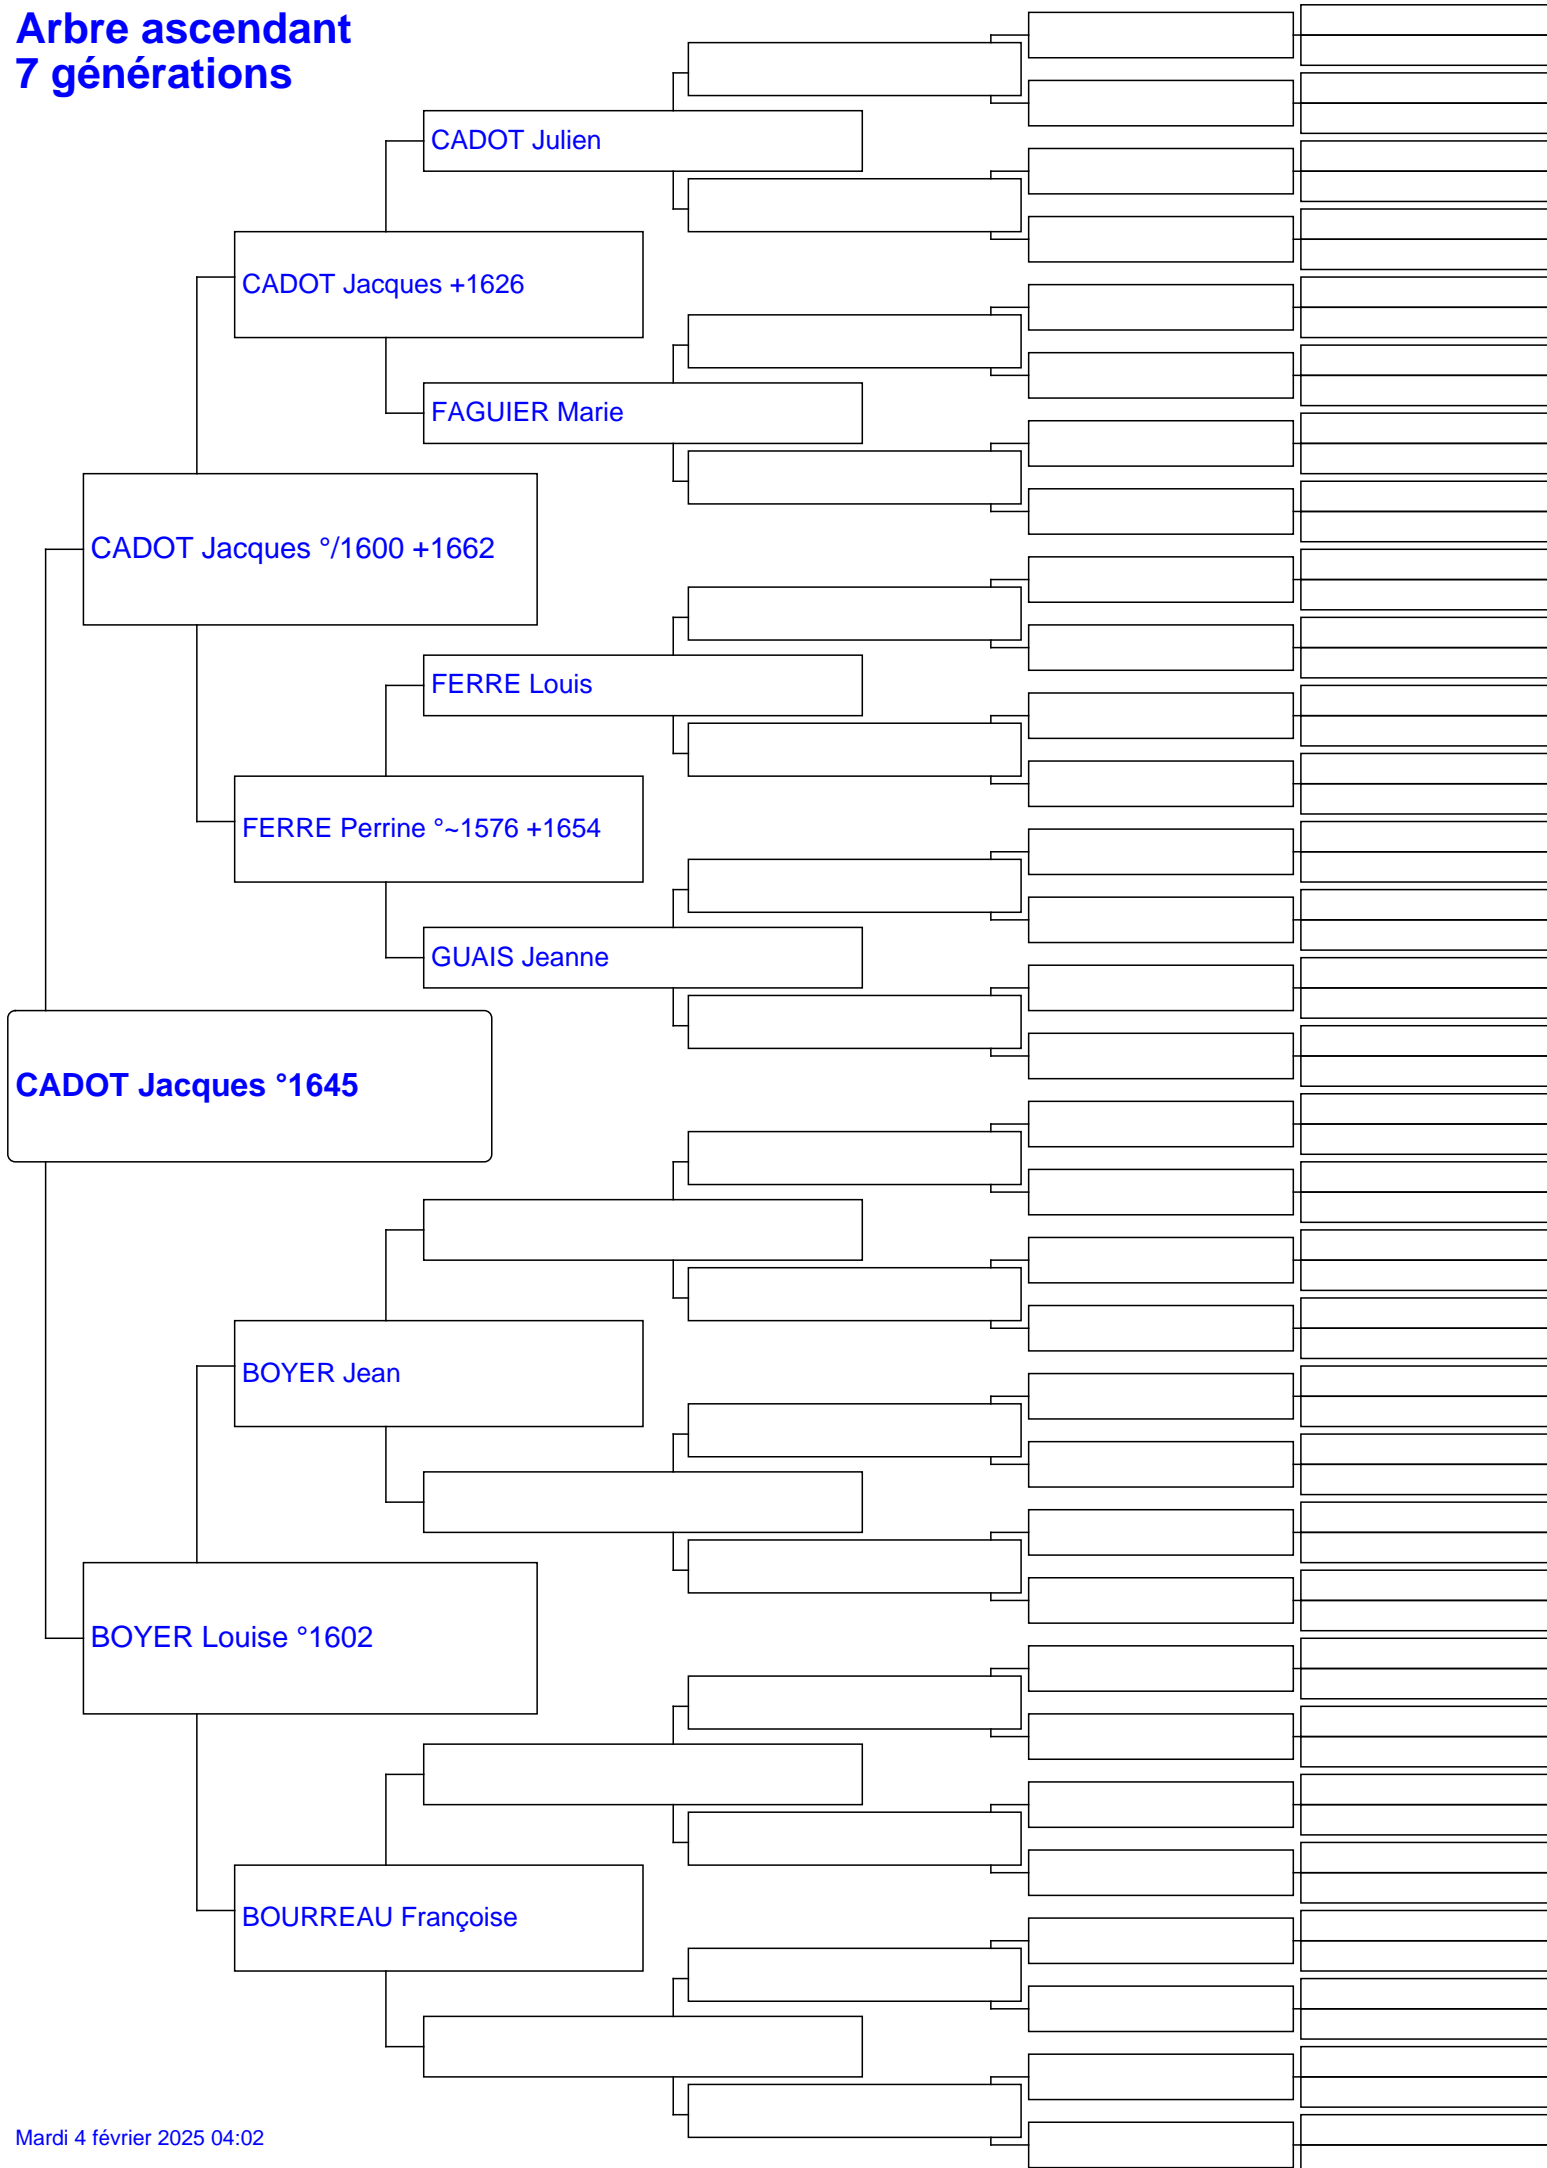 Arbre ascendant
7 générations
CADOT Julien
CADOT Jacques +1626
FAGUIER Marie
CADOT Jacques °/1600 +1662
FERRE Louis
FERRE Perrine °~1576 +1654
GUAIS Jeanne
CADOT Jacques °1645
BOYER Jean
BOYER Louise °1602
BOURREAU Françoise
Mardi 4 février 2025 04:02